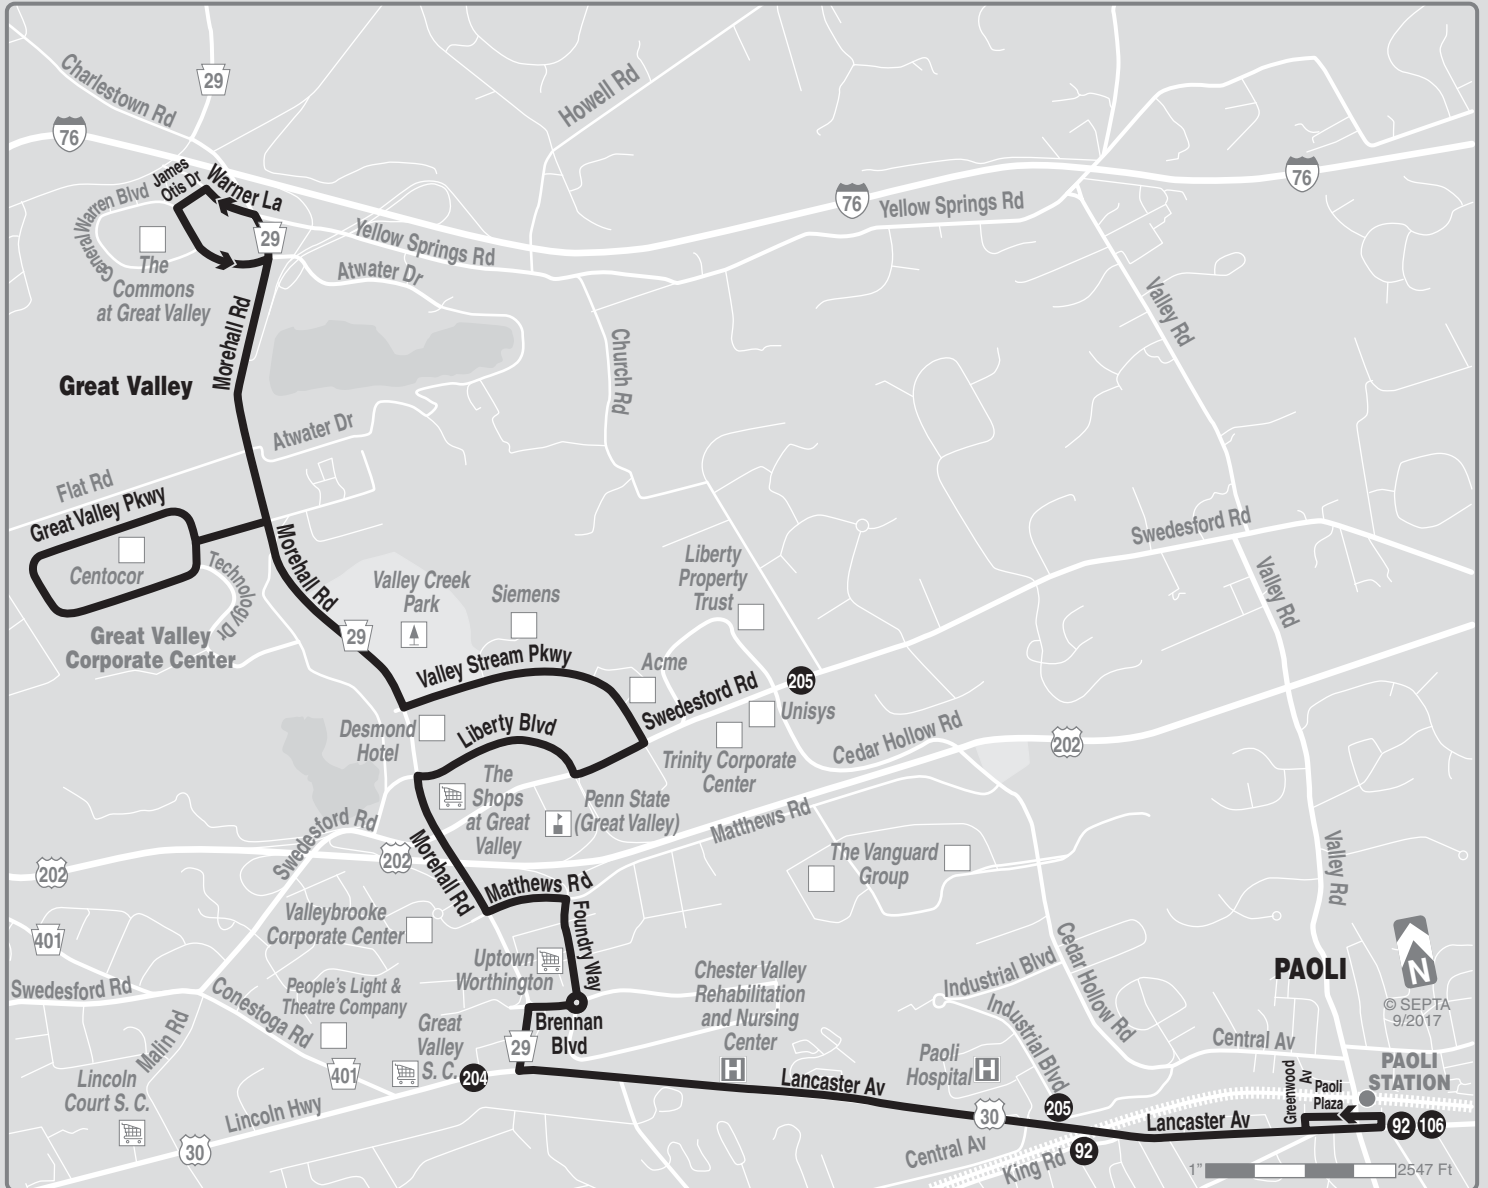 Charlestown Rd
29
Howell Rd
76
James
Otis Dr
Warner La
General Warren Blvd
29
The
Commons
at Great Valley
Yellow Springs Rd
Atwater Dr
76
Yellow Springs Rd
76
Morehall Rd
Great Valley
Church Rd
Valley Rd
Atwater Dr
Flat Rd
Great Valley Pkwy
Centocor
Technology Dr
Great Valley
Corporate Center
Morehall Rd
29
Valley Creek
Park
Siemens
Liberty
Property
Trust
Swedesford Rd
Valley Rd
Valley Stream Pkwy
Acme
Swedesford Rd
205
Unisys
Desmond
Hotel
Liberty Blvd
Trinity Corporate
Center
Cedar Hollow Rd
202
The
Shops
at Great
Valley
Penn State
(Great Valley)
Matthews Rd
Swedesford Rd
202
202
Morehall Rd
The Vanguard
Group
Valley Rd
Matthews Rd
Foundry Way
Valleybrooke
Corporate Center
401
Uptown
Worthington
Swedesford Rd
Conestoga Rd
People's Light &
Theatre Company
Chester Valley
Rehabilitation
and Nursing
Center
H
Industrial Blvd
Cedar Hollow Rd
Industrial Blvd
PAOLI
N
© SEPTA
9/2017
Malin Rd
Great
Valley
S. C.
204
29
Brennan
Blvd
401
Lincoln
Court S. C.
Lincoln Hwy
30
Lancaster Av
Paoli
Hospital
H
30
205
Central Av
PAOLI
STATION
Greenwood
Av
Paoli
Plaza
Lancaster Av
92
106
Central Av
King Rd
92
1"
2547 Ft